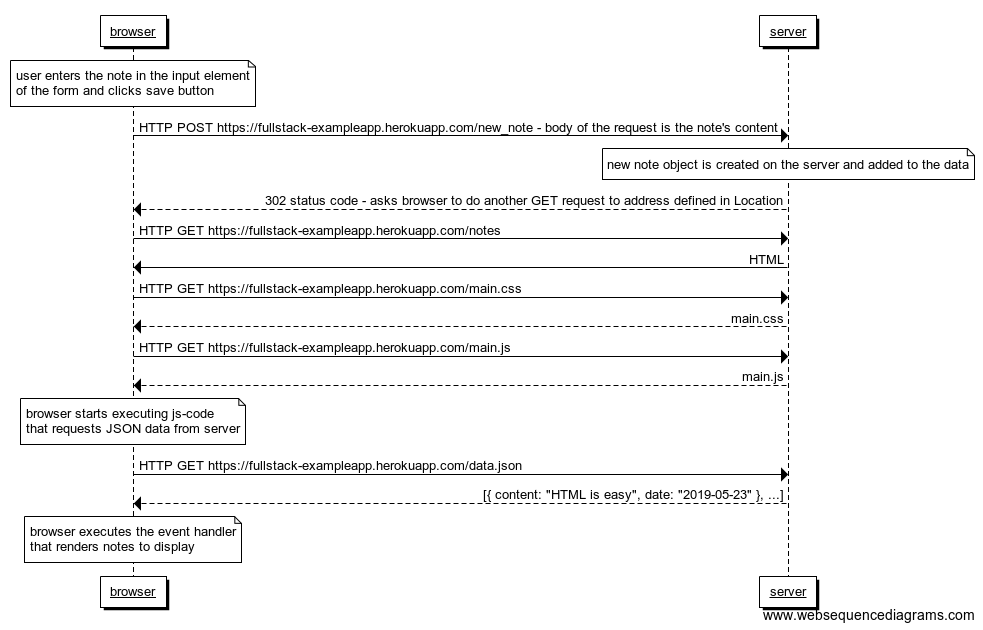 browser
server
user enters the note in the input element
of the form and clicks save button
HTTP POST https://fullstack-exampleapp.herokuapp.com/new_note - body of the request is the note's content
new note object is created on the server and added to the data
302 status code - asks browser to do another GET request to address defined in Location
HTTP GET https://fullstack-exampleapp.herokuapp.com/notes
HTML
HTTP GET https://fullstack-exampleapp.herokuapp.com/main.css
main.css
HTTP GET https://fullstack-exampleapp.herokuapp.com/main.js
main.js
browser starts executing js-code
that requests JSON data from server
HTTP GET https://fullstack-exampleapp.herokuapp.com/data.json
[{ content: "HTML is easy", date: "2019-05-23" }, ...]
browser executes the event handler
that renders notes to display
browser
server
www.websequencediagrams.com